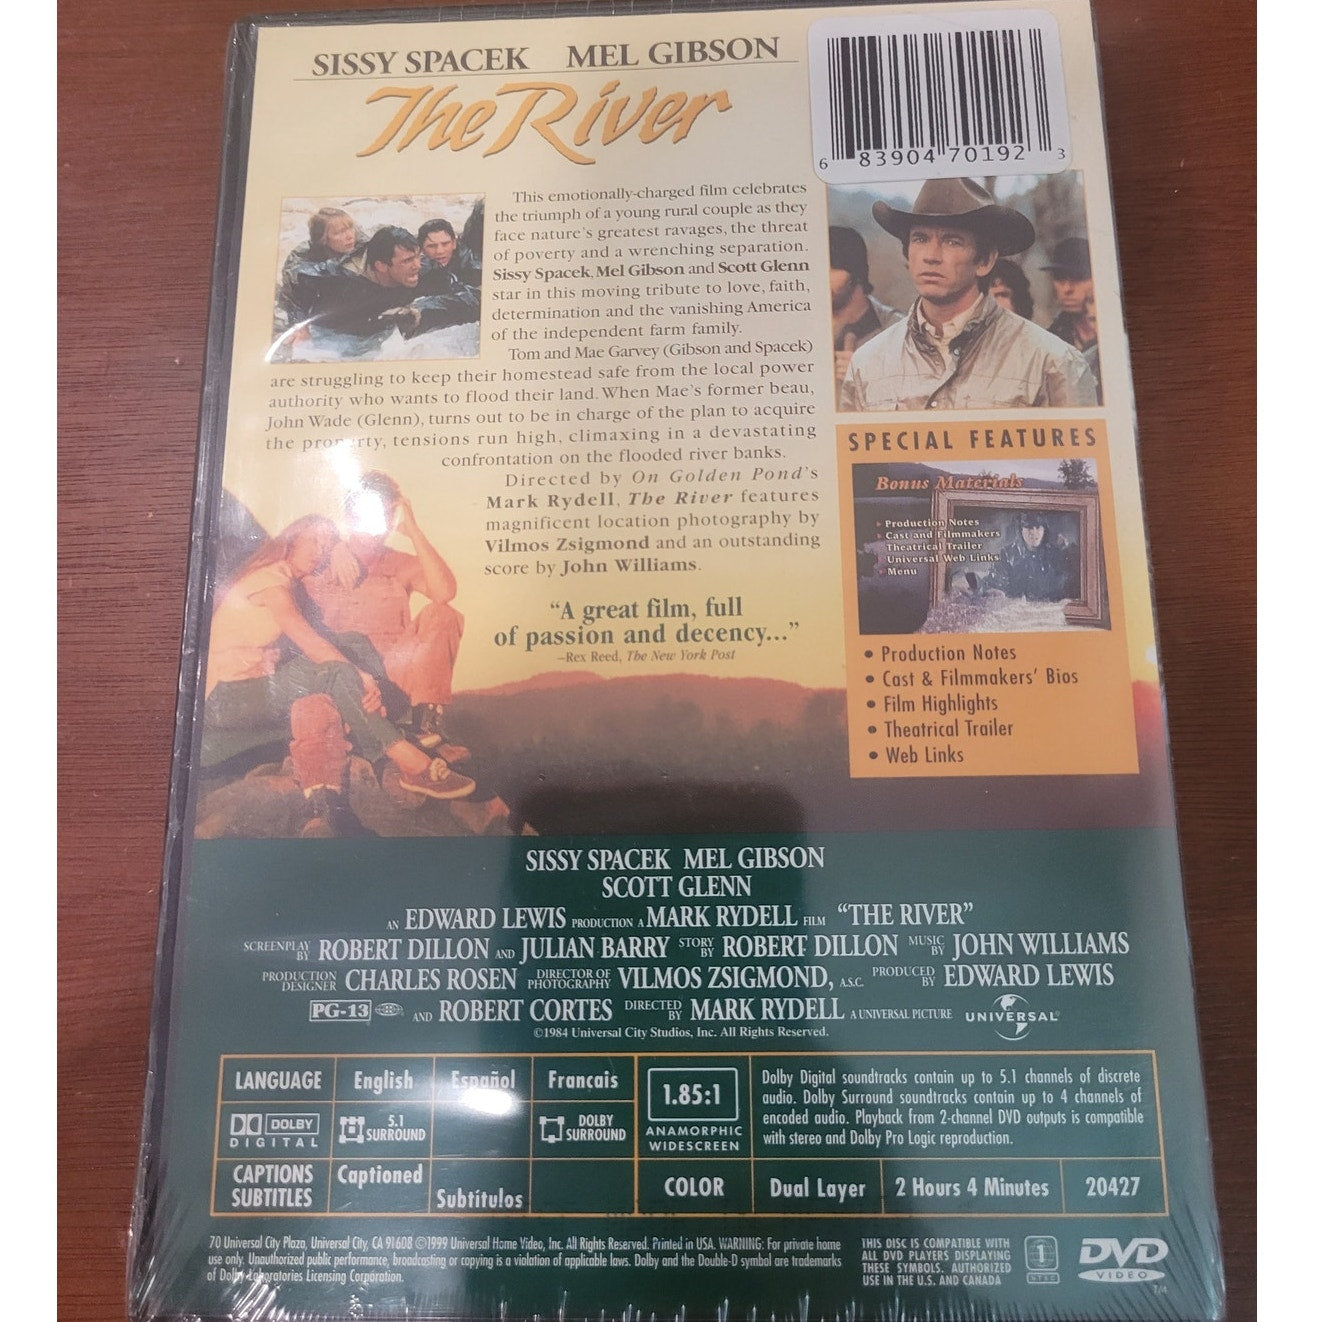 SISSY SPACEK MEL GIBSON
The River
6 83904 70192 3
This emotionally-charged film celebrates
the triumph of a young rural couple as they
face nature's greatest ravages, the threat
of poverty and a wrenching separation.
Sissy Spacek, Mel Gibson and Scott Glenn
star in this moving tribute to love, faith,
determination and the vanishing America
of the independent farm family.
Tom and Mae Garvey (Gibson and Spacek)
are struggling to keep their homestead safe from the local power
authority who wants to flood their land. When Mae's former beau,
John Wade (Glenn), turns out to be in charge of the plan to acquire
the property, tensions run high, climaxing in a devastating
confrontation on the flooded river banks.
Directed by On Golden Pond's
Mark Rydell, The River features
magnificent location photography by
Vilmos Zsigmond and an outstanding
score by John Williams.
"A great film, full
of passion and decency..."
–Rex Reed, The New York Post
SPECIAL FEATURES
Bonus Materials
Production Notes
Cast and Filmmakers
Theatrical Trailer
Universal Web Links
Menu
• Production Notes
• Cast & Filmmakers' Bios
• Film Highlights
• Theatrical Trailer
• Web Links
SISSY SPACEK MEL GIBSON
SCOTT GLENN
AN EDWARD LEWIS PRODUCTION A MARK RYDELL FILM "THE RIVER"
SCREENPLAY BY ROBERT DILLON AND JULIAN BARRY STORY BY ROBERT DILLON MUSIC BY JOHN WILLIAMS
PRODUCTION DESIGNER CHARLES ROSEN DIRECTOR OF PHOTOGRAPHY VILMOS ZSIGMOND, A.S.C. PRODUCED BY EDWARD LEWIS
PG-13 AND ROBERT CORTES DIRECTED BY MARK RYDELL A UNIVERSAL PICTURE UNIVERSAL
©1984 Universal City Studios, Inc. All Rights Reserved.
LANGUAGE English Español Francais
DOLBY DIGITAL 5.1 SURROUND DOLBY SURROUND
CAPTIONS SUBTITLES Captioned Subtítulos
1.85:1
ANAMORPHIC
WIDESCREEN
Dolby Digital soundtracks contain up to 5.1 channels of discrete
audio. Dolby Surround soundtracks contain up to 4 channels of
encoded audio. Playback from 2-channel DVD outputs is compatible
with stereo and Dolby Pro Logic reproduction.
COLOR Dual Layer 2 Hours 4 Minutes 20427
70 Universal City Plaza, Universal City, CA 91608 ©1999 Universal Home Video, Inc. All Rights Reserved. Printed in USA. WARNING: For private home
use only. Unauthorized public performance, broadcasting or copying is a violation of applicable laws. Dolby and the Double-D symbol are trademarks
of Dolby Laboratories Licensing Corporation.
THIS DISC IS COMPATIBLE WITH
ALL DVD PLAYERS DISPLAYING
THESE SYMBOLS. AUTHORIZED
USE IN THE U.S. AND CANADA
1
NTSC
DVD
VIDEO